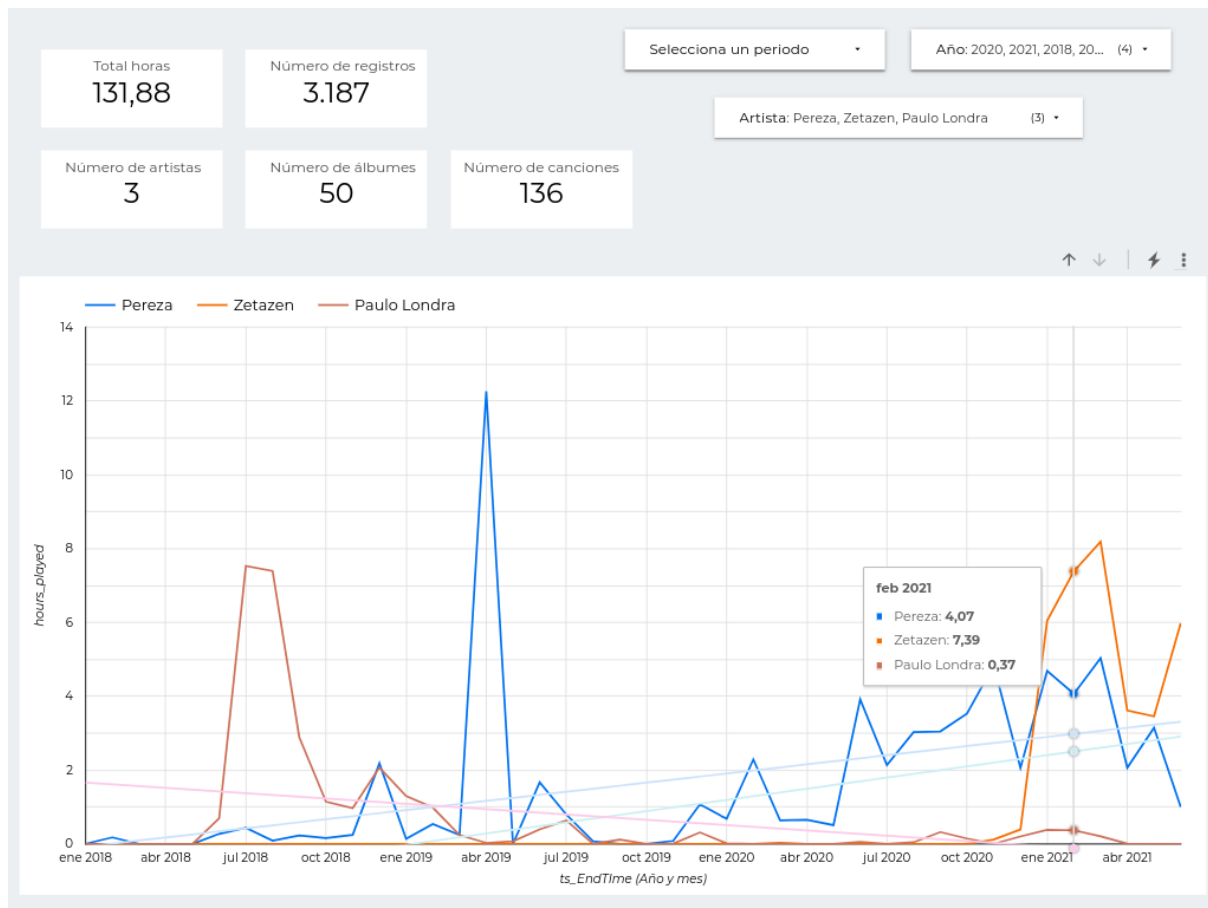 Selecciona un periodo
Año: 2020, 2021, 2018, 20... (4)
Total horas
131,88
Número de registros
3.187
Artista: Pereza, Zetazen, Paulo Londra (3)
Número de artistas
3
Número de álbumes
50
Número de canciones
136
Pereza Zetazen Paulo Londra
14
12
10
8
6
4
2
0
hours_played
feb 2021
Pereza: 4,07
Zetazen: 7,39
Paulo Londra: 0,37
ene 2018 abr 2018 jul 2018 oct 2018 ene 2019 abr 2019 jul 2019 oct 2019 ene 2020 abr 2020 jul 2020 oct 2020 ene 2021 abr 2021
ts_EndTIme (Año y mes)